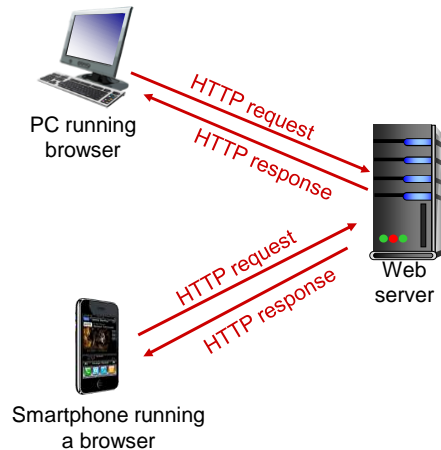 HTTP request
HTTP response
PC running
browser
HTTP request
HTTP response
Web
server
Smartphone running
a browser